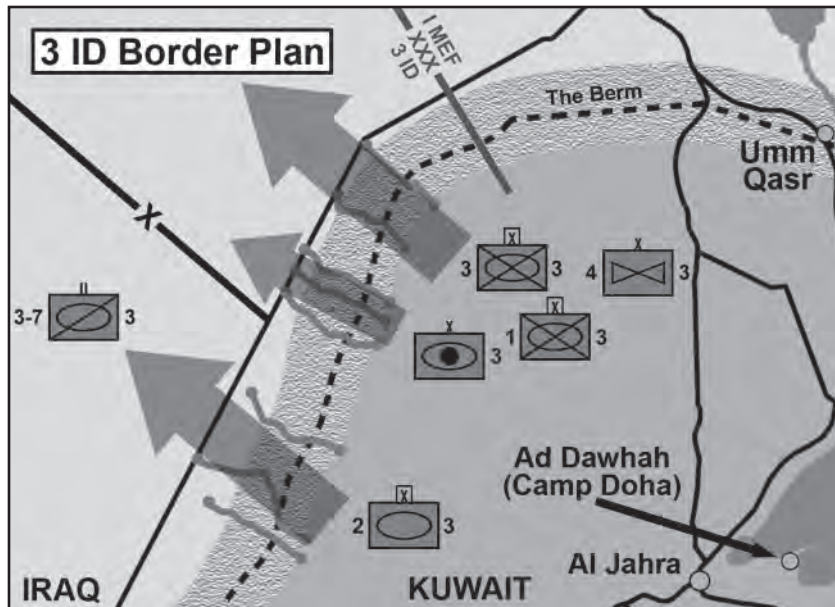 3 ID Border Plan
I MEF
XXX
3 ID
The Berm
Umm
Qasr
X
X
3 3
X
4 3
II
3-7 3
X
3
X
1 3
Ad Dawhah
(Camp Doha)
X
2 3
Al Jahra
IRAQ
KUWAIT